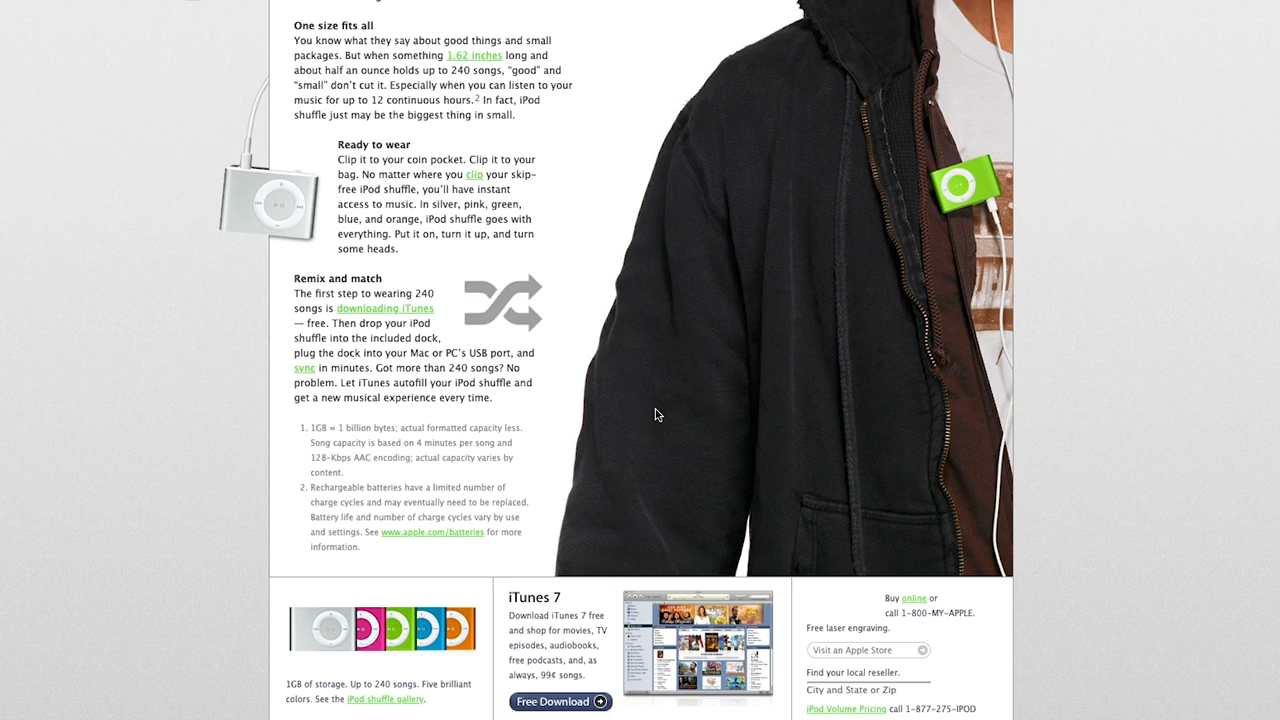 One size fits all
You know what they say about good things and small
packages. But when something 1.62 inches long and
about half an ounce holds up to 240 songs, “good” and
“small” don’t cut it. Especially when you can listen to your
music for up to 12 continuous hours.2 In fact, iPod
shuffle just may be the biggest thing in small.
Ready to wear
Clip it to your coin pocket. Clip it to your
bag. No matter where you clip your skip-
free iPod shuffle, you’ll have instant
access to music. In silver, pink, green,
blue, and orange, iPod shuffle goes with
everything. Put it on, turn it up, and turn
some heads.
Remix and match
The first step to wearing 240
songs is downloading iTunes
— free. Then drop your iPod
shuffle into the included dock,
plug the dock into your Mac or PC’s USB port, and
sync in minutes. Got more than 240 songs? No
problem. Let iTunes autofill your iPod shuffle and
get a new musical experience every time.
1. 1GB = 1 billion bytes; actual formatted capacity less.
Song capacity is based on 4 minutes per song and
128-Kbps AAC encoding; actual capacity varies by
content.
2. Rechargeable batteries have a limited number of
charge cycles and may eventually need to be replaced.
Battery life and number of charge cycles vary by use
and settings. See www.apple.com/batteries for more
information.
1GB of storage. Up to 240 songs. Five brilliant
colors. See the iPod shuffle gallery.
iTunes 7
Download iTunes 7 free
and shop for movies, TV
episodes, audiobooks,
free podcasts, and, as
always, 99¢ songs.
Free Download
Buy online or
call 1-800-MY-APPLE.
Free laser engraving.
Visit an Apple Store
Find your local reseller.
City and State or Zip
iPod Volume Pricing call 1-877-275-IPOD